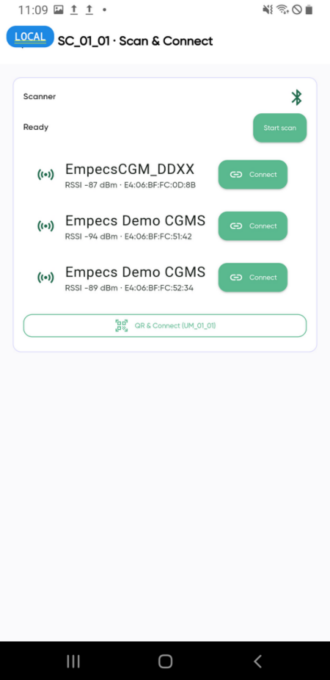 11:09
LOCAL
SC_01_01 · Scan & Connect
Scanner
Ready
Start scan
EmpecsCGM_DDXX
RSSI -87 dBm · E4:06:BF:FC:0D:8B
Connect
Empecs Demo CGMS
RSSI -94 dBm · E4:06:BF:FC:51:42
Connect
Empecs Demo CGMS
RSSI -89 dBm · E4:06:BF:FC:52:34
Connect
QR & Connect (UM_01_01)